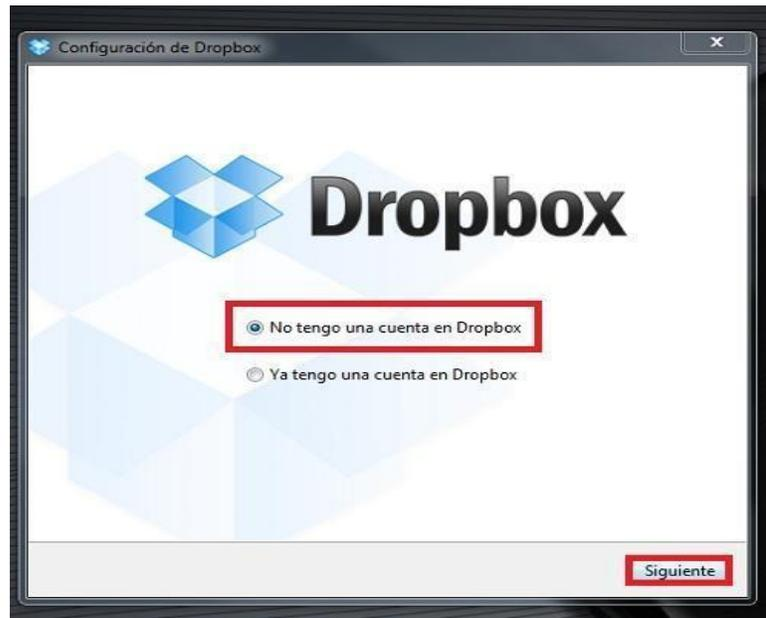 Configuración de Dropbox
Dropbox
No tengo una cuenta en Dropbox
Ya tengo una cuenta en Dropbox
Siguiente